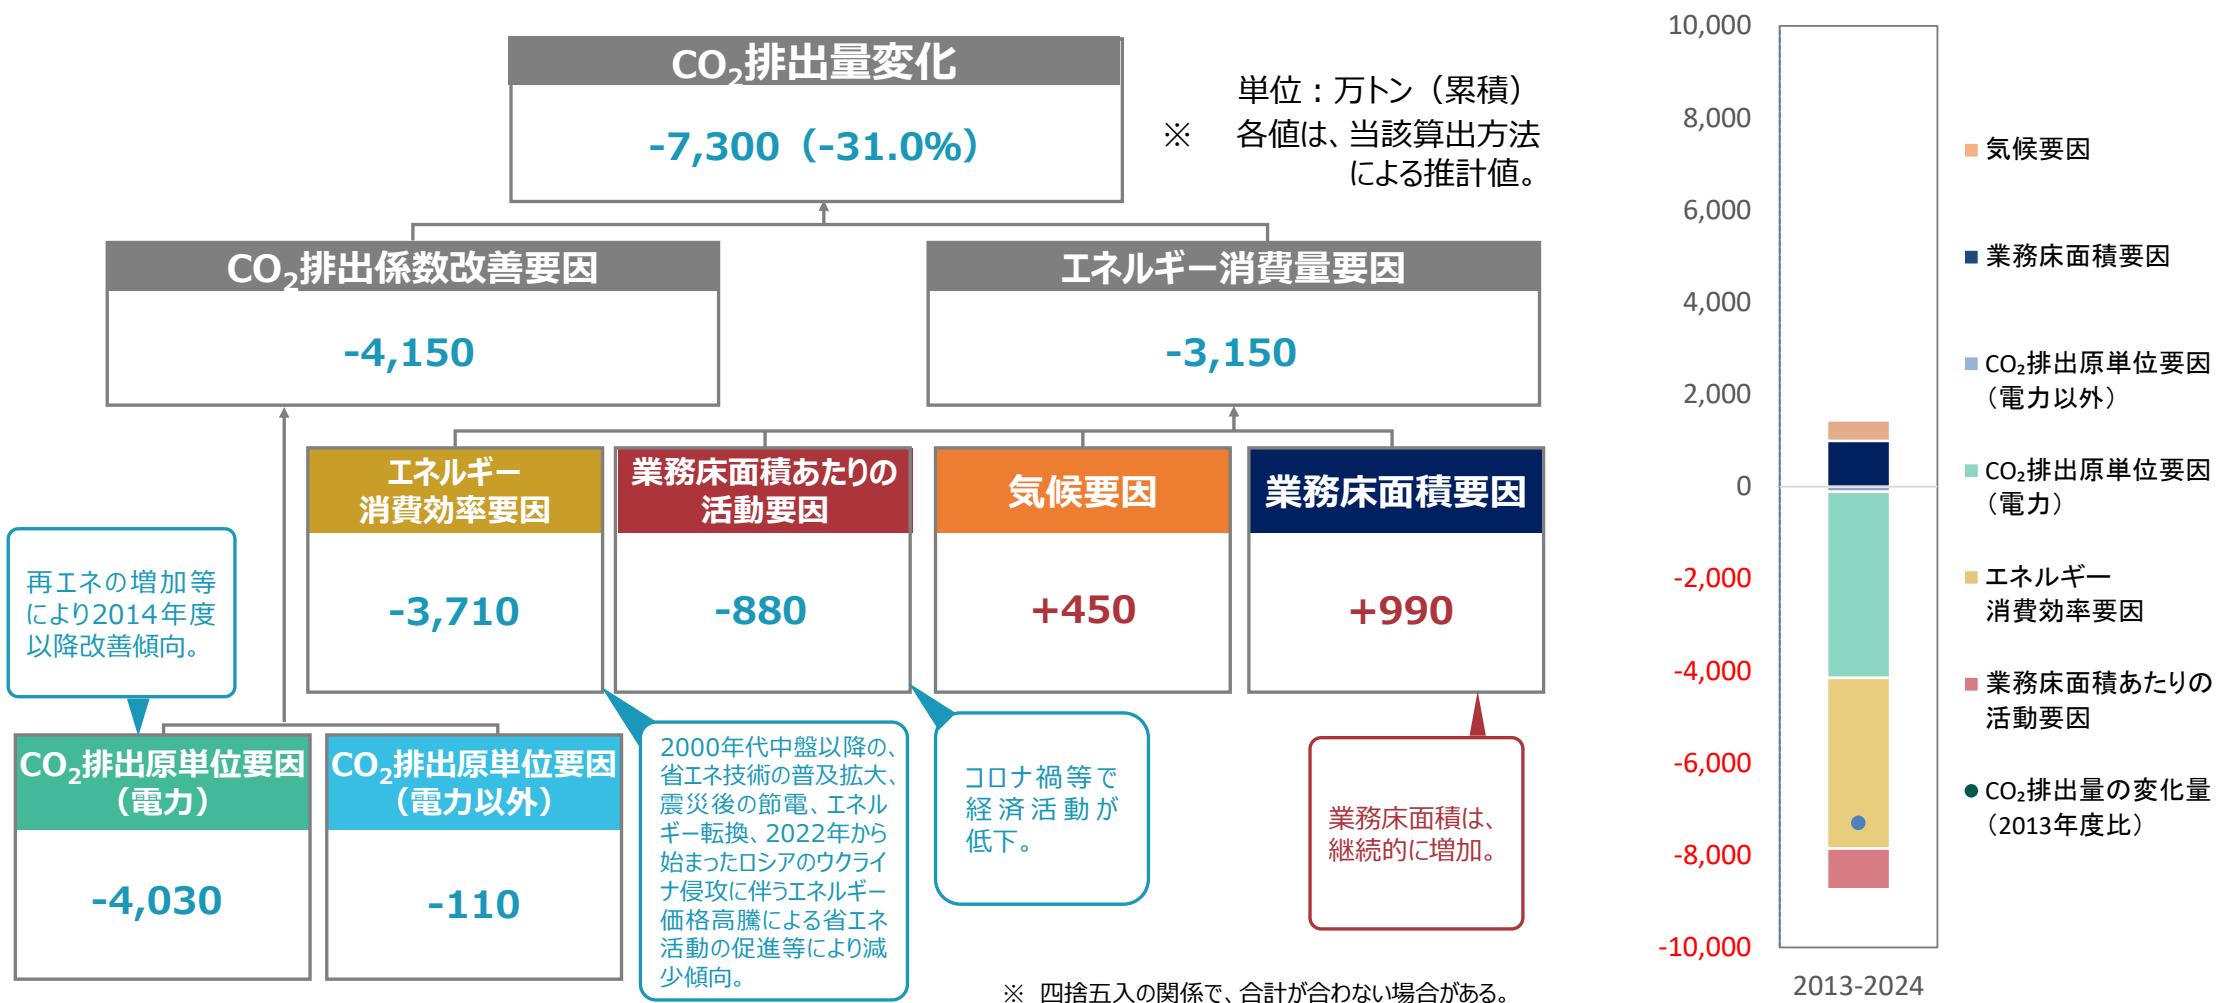 CO₂排出量変化
-7,300（-31.0%）
単位：万トン（累積）
※ 各値は、当該算出方法
による推計値。
CO₂排出係数改善要因
-4,150
エネルギー消費量要因
-3,150
エネルギー
消費効率要因
-3,710
業務床面積あたりの
活動要因
-880
気候要因
+450
業務床面積要因
+990
再エネの増加等
により2014年度
以降改善傾向。
CO₂排出原単位要因
（電力）
-4,030
CO₂排出原単位要因
（電力以外）
-110
2000年代中盤以降の、
省エネ技術の普及拡大、
震災後の節電、エネル
ギー転換、2022年から
始まったロシアのウクライ
ナ侵攻に伴うエネルギー
価格高騰による省エネ
活動の促進等により減
少傾向。
コロナ禍等で
経済活動が
低下。
業務床面積は、
継続的に増加。
※ 四捨五入の関係で、合計が合わない場合がある。
10,000
8,000
6,000
4,000
2,000
0
-2,000
-4,000
-6,000
-8,000
-10,000
2013-2024
気候要因
業務床面積要因
CO₂排出原単位要因
（電力以外）
CO₂排出原単位要因
（電力）
エネルギー
消費効率要因
業務床面積あたりの
活動要因
CO₂排出量の変化量
（2013年度比）